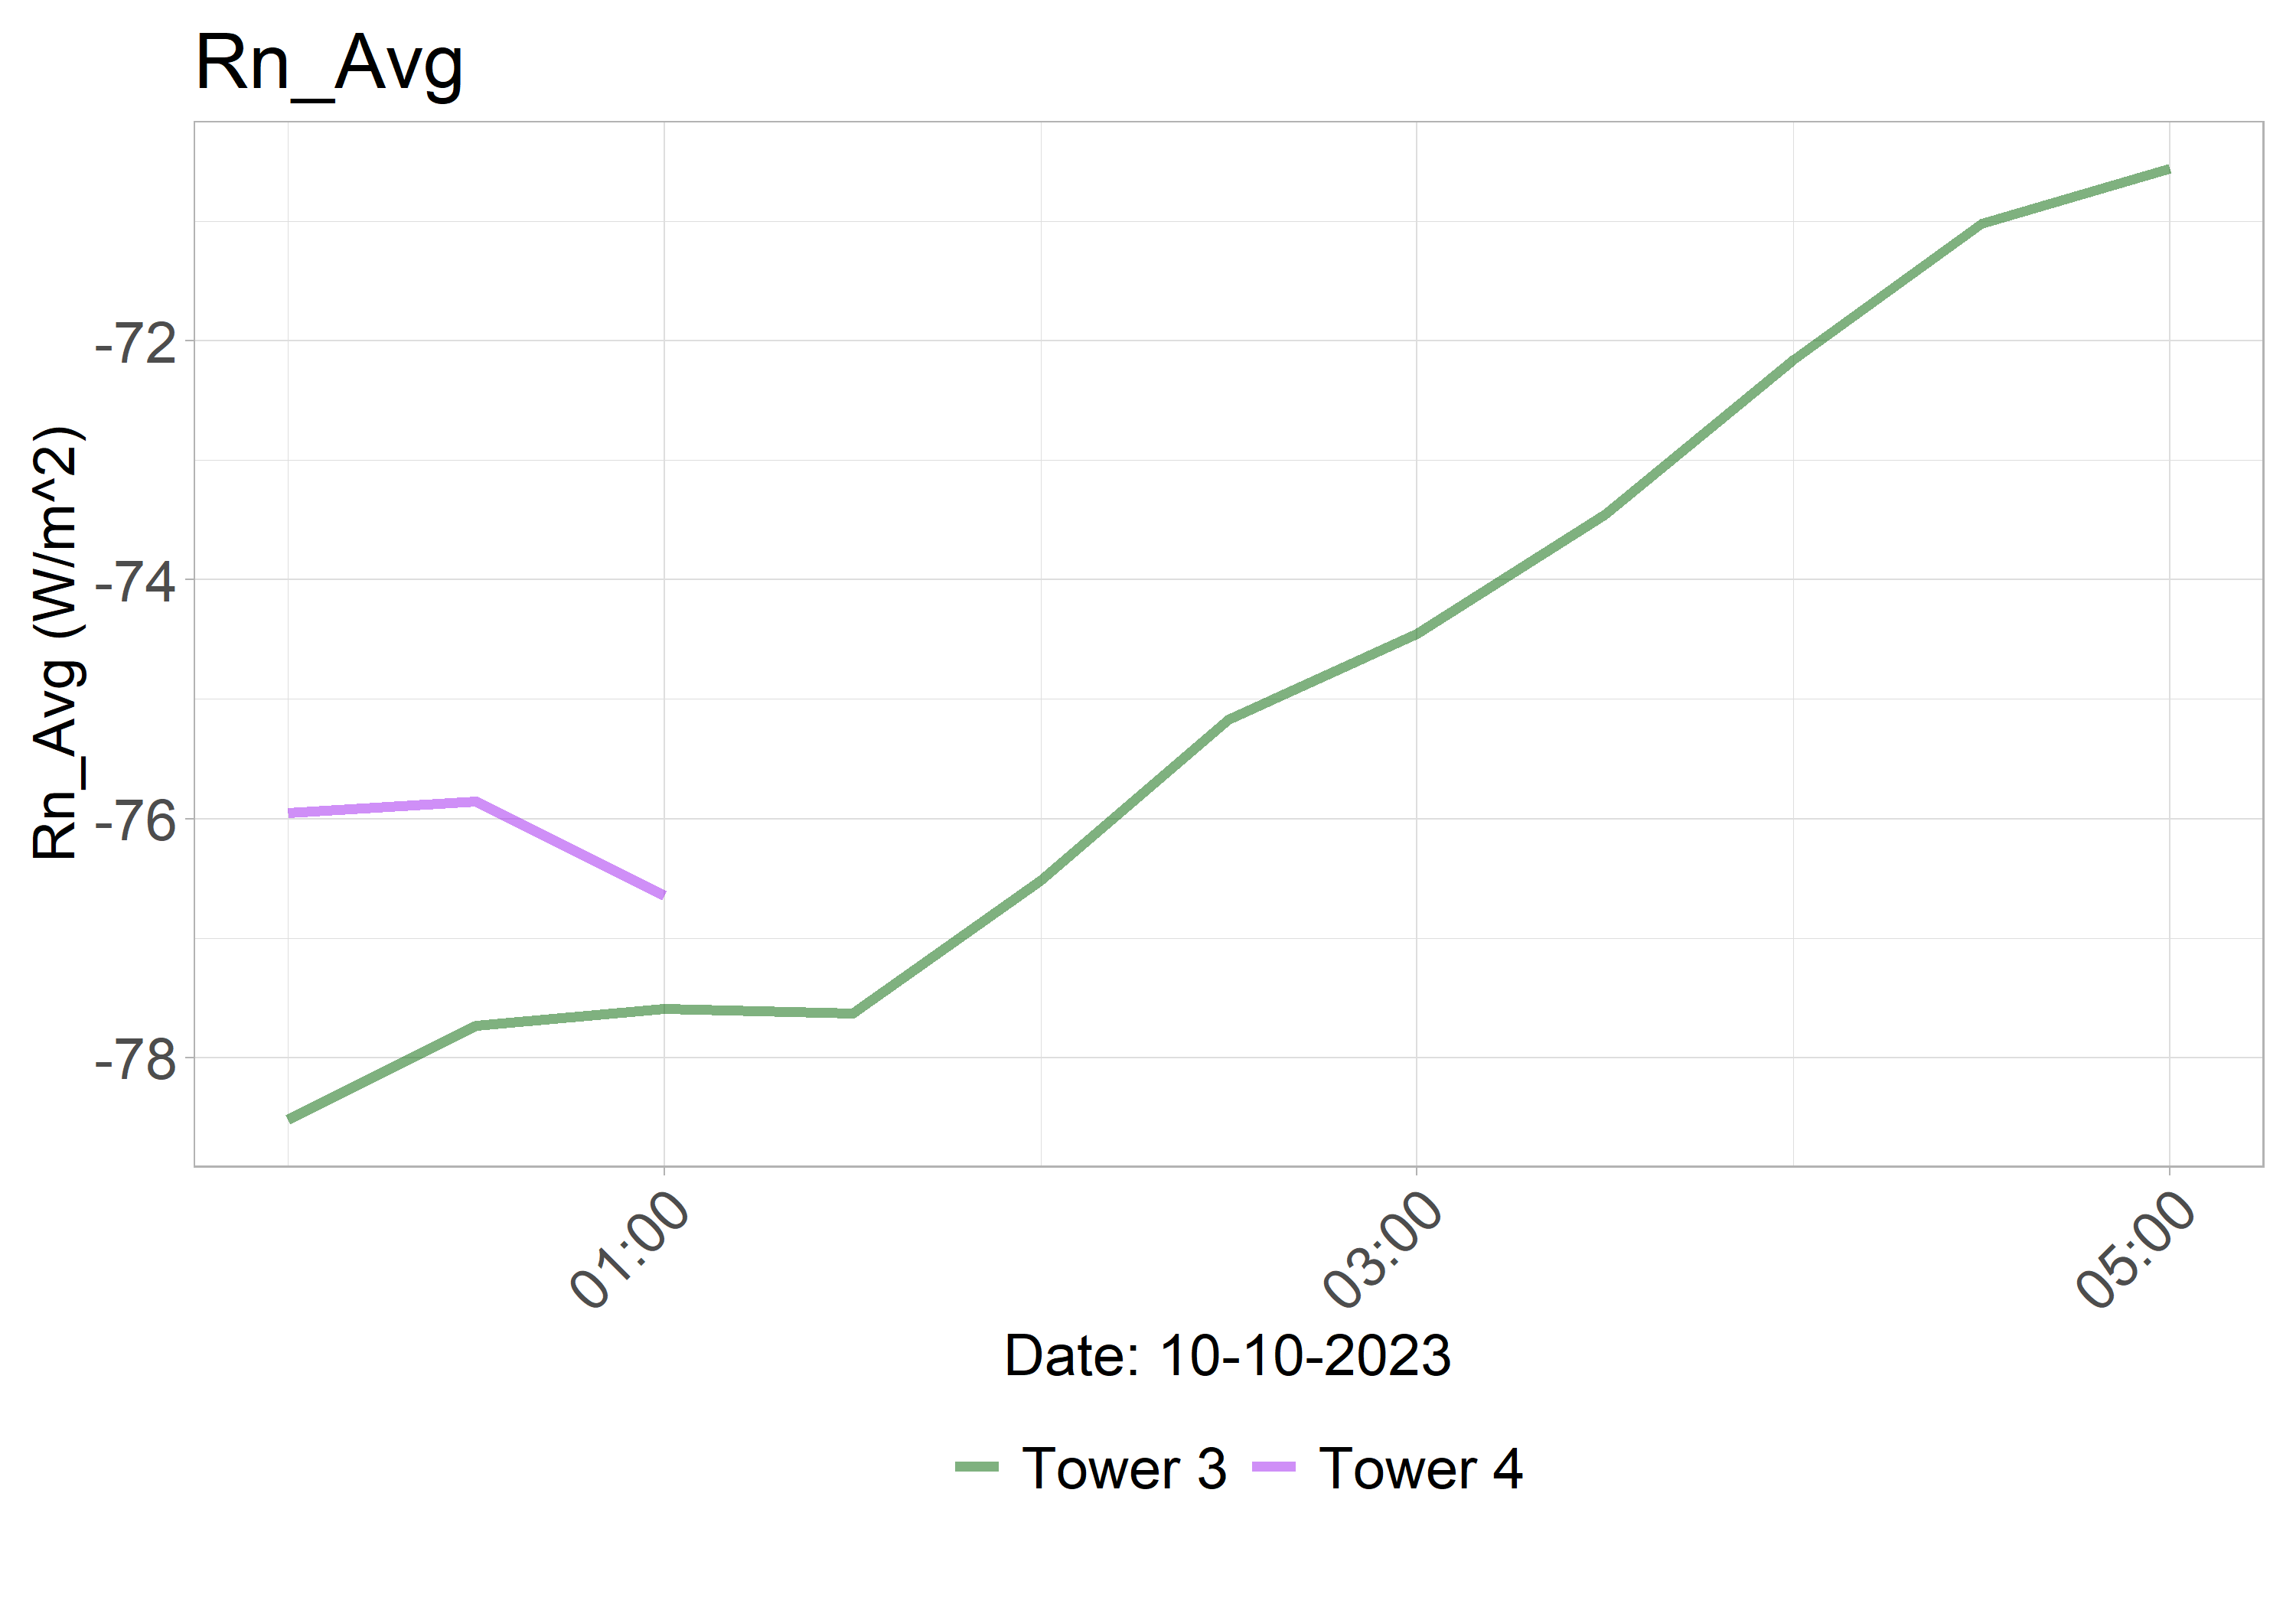 Rn_Avg
Rn_Avg (W/m^2)
-72
-74
-76
-78
01:00
03:00
05:00
Date: 10-10-2023
Tower 3
Tower 4